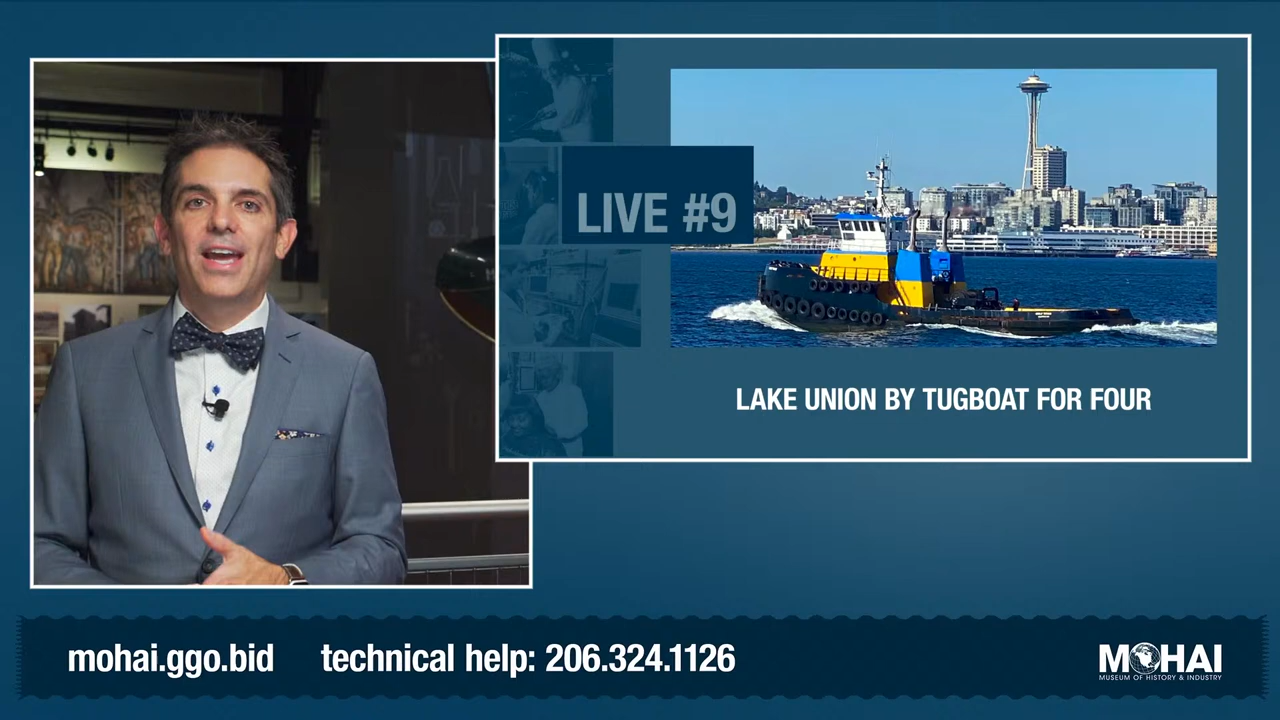 LIVE #9
LAKE UNION BY TUGBOAT FOR FOUR
mohai.ggo.bid technical help: 206.324.1126
MOHAI
MUSEUM OF HISTORY & INDUSTRY